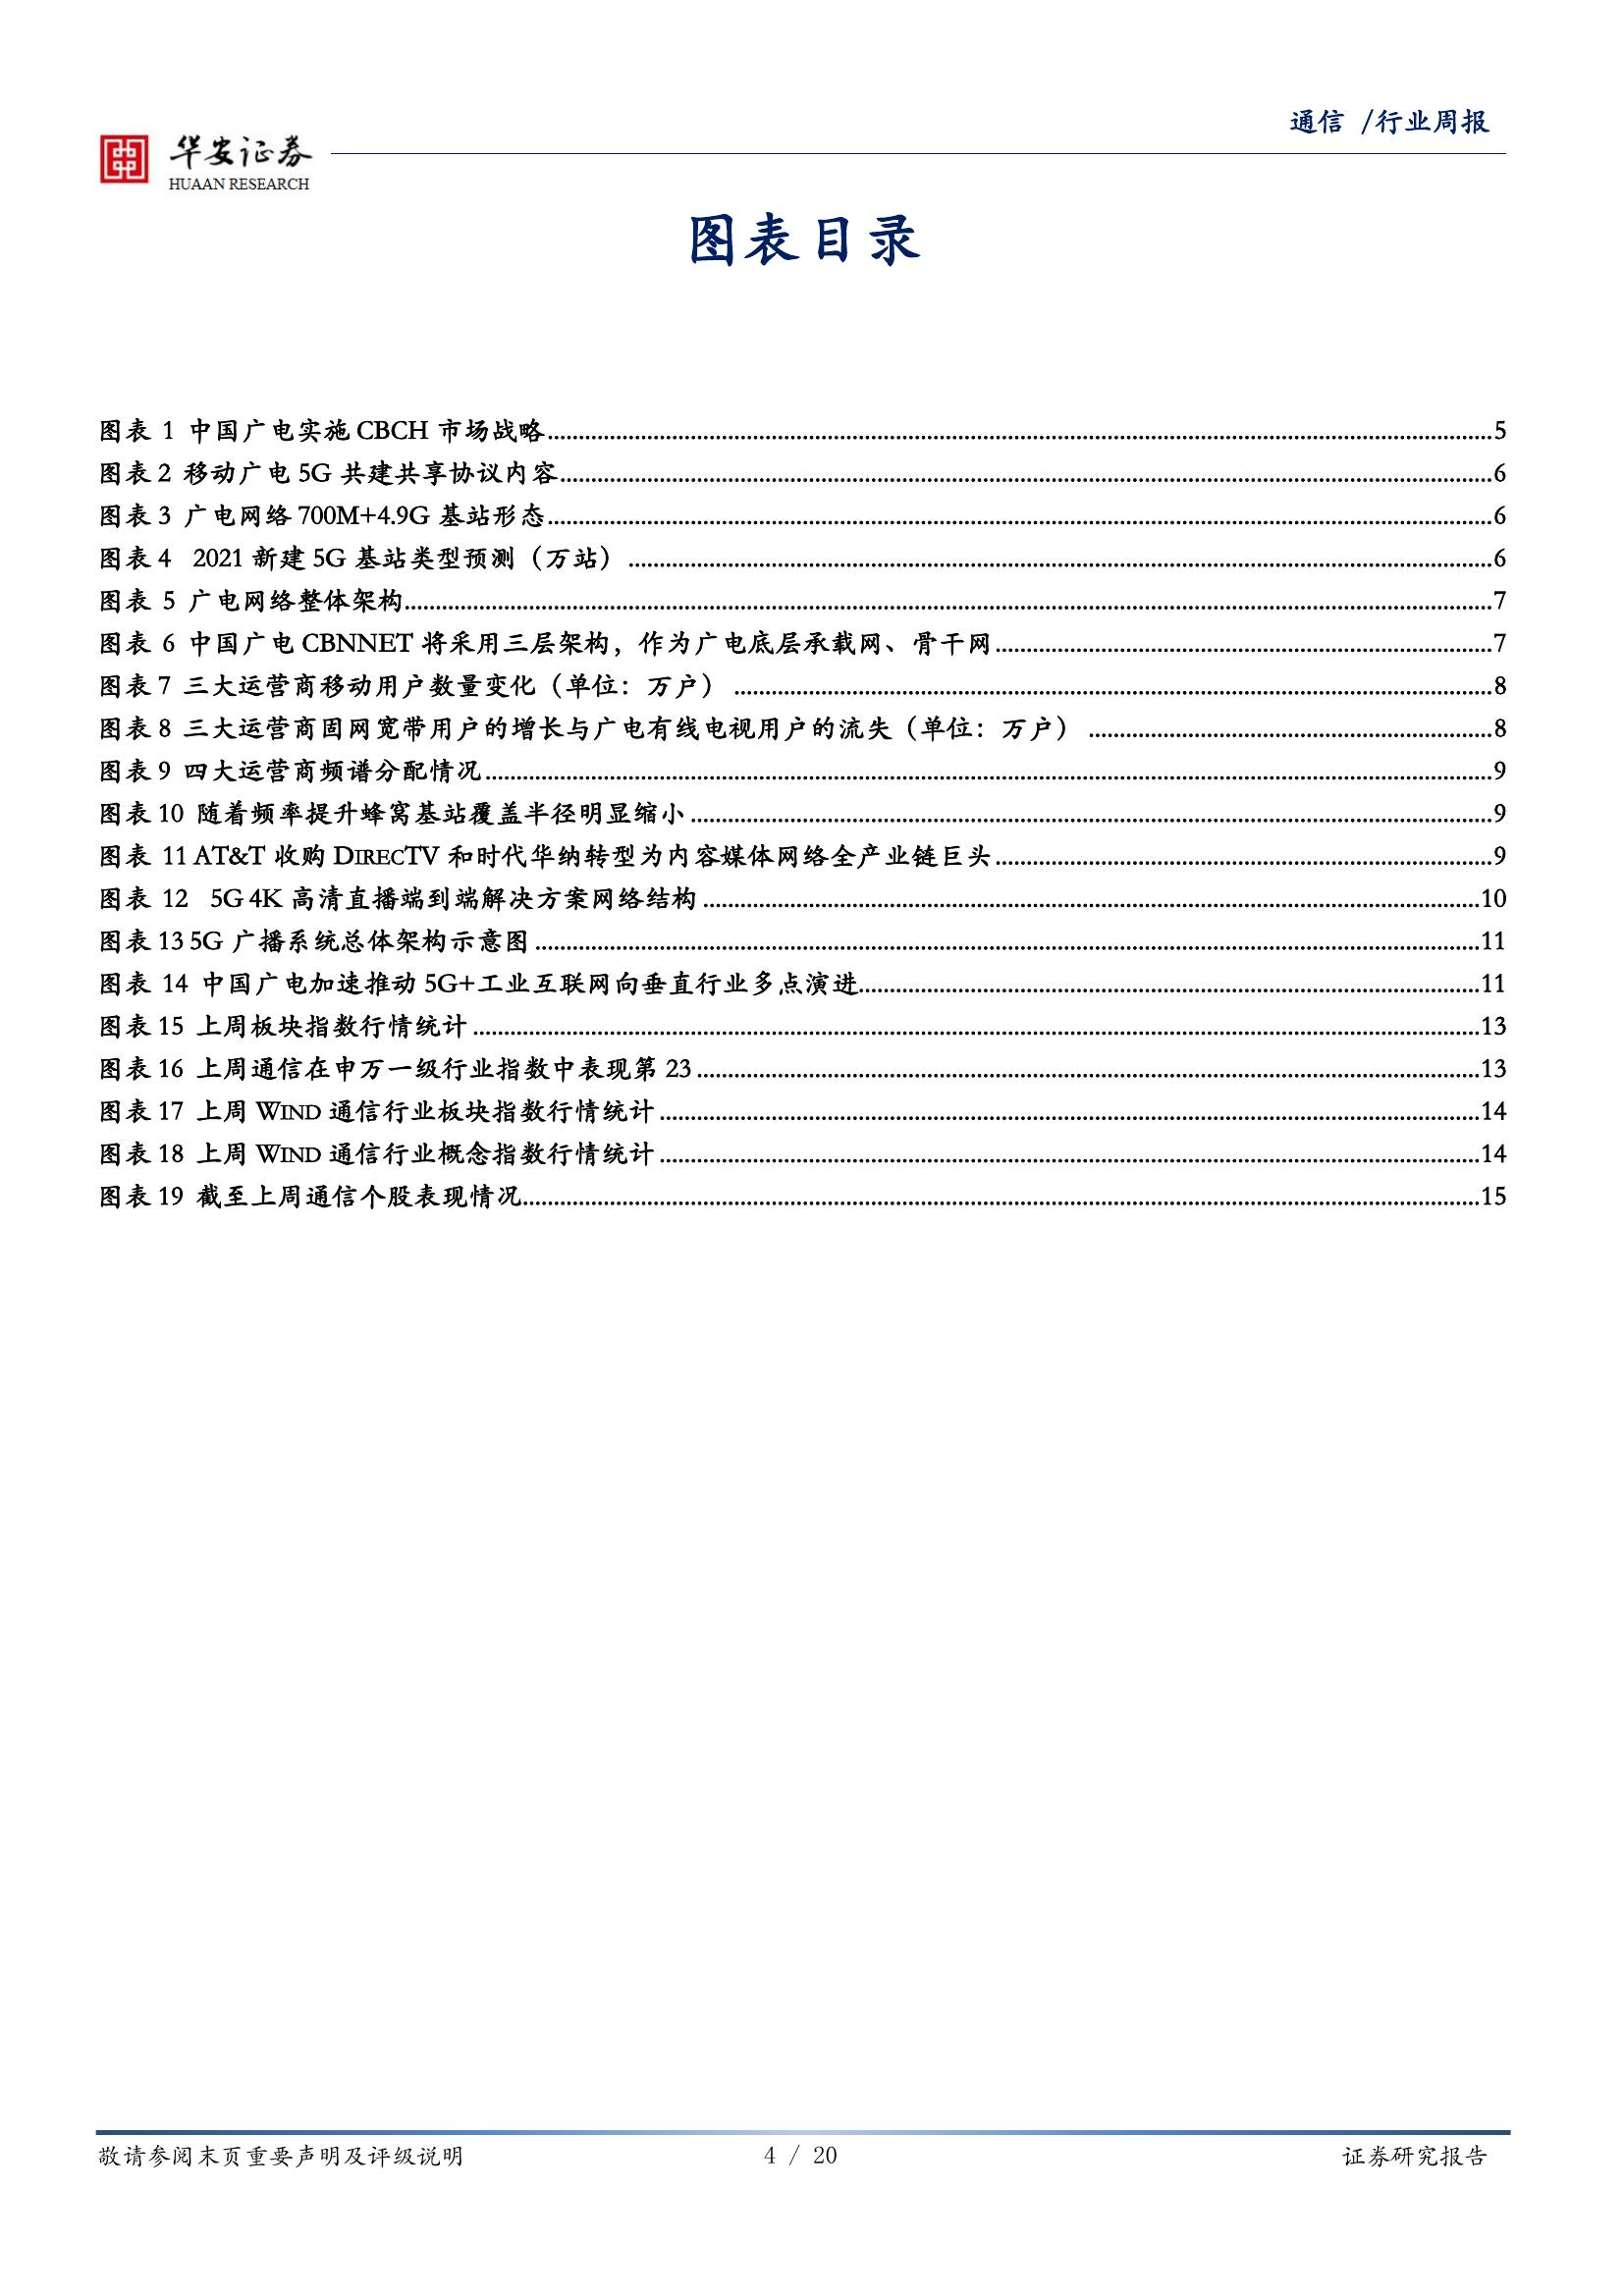 通信 /行业周报
华安证券
HUAAN RESEARCH
图表目录
图表 1 中国广电实施 CBCH 市场战略.....5
图表 2 移动广电 5G 共建共享协议内容.....6
图表 3 广电网络 700M+4.9G 基站形态.....6
图表 4 2021 新建 5G 基站类型预测（万站）.....6
图表 5 广电网络整体架构.....7
图表 6 中国广电 CBNNET 将采用三层架构，作为广电底层承载网、骨干网.....7
图表 7 三大运营商移动用户数量变化（单位：万户）.....8
图表 8 三大运营商固网宽带用户的增长与广电有线电视用户的流失（单位：万户）.....8
图表 9 四大运营商频谱分配情况.....9
图表 10 随着频率提升蜂窝基站覆盖半径明显缩小.....9
图表 11 AT&T 收购 DIRECTV 和时代华纳转型为内容媒体网络全产业链巨头.....9
图表 12 5G 4K 高清直播端到端解决方案网络结构.....10
图表 13 5G 广播系统总体架构示意图.....11
图表 14 中国广电加速推动 5G+工业互联网向垂直行业多点演进.....11
图表 15 上周板块指数行情统计.....13
图表 16 上周通信在申万一级行业指数中表现第 23.....13
图表 17 上周 WIND 通信行业板块指数行情统计.....14
图表 18 上周 WIND 通信行业概念指数行情统计.....14
图表 19 截至上周通信个股表现情况.....15
敬请参阅末页重要声明及评级说明 4 / 20 证券研究报告